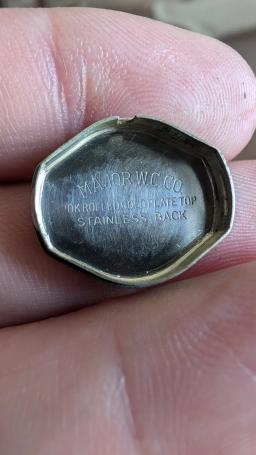 MAJOR W.C.CO.
10K ROLLED GOLD PLATE TOP
STAINLESS BACK